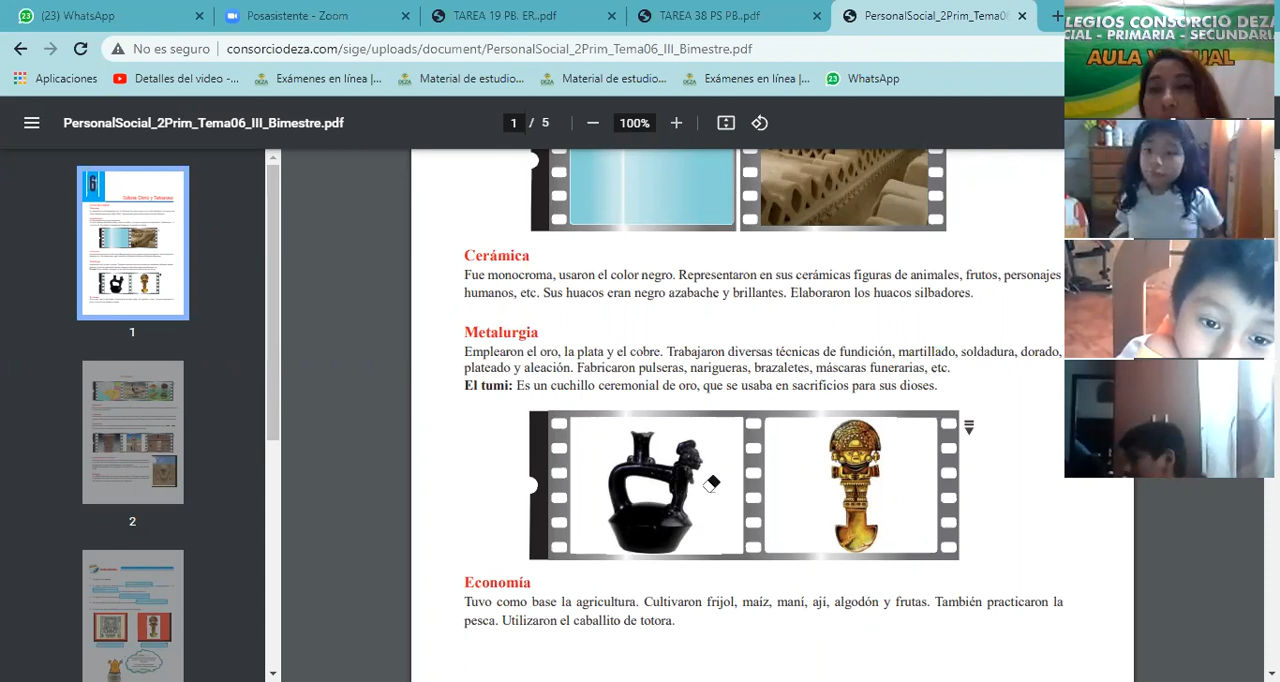 (23) WhatsApp
Posasistente - Zoom
TAREA 19 PB. ER..pdf
TAREA 38 PS PB..pdf
PersonalSocial_2Prim_Tema0
No es seguro consorciodeza.com/sige/uploads/document/PersonalSocial_2Prim_Tema06_III_Bimestre.pdf
Aplicaciones
Detalles del video -...
Exámenes en línea |...
Material de estudio...
Material de estudio...
Exámenes en línea |...
WhatsApp
PersonalSocial_2Prim_Tema06_III_Bimestre.pdf
1 / 5
100%
OLEGIOS CONSORCIO DEZA
CIAL - PRIMARIA - SECUNDARIA
AULA
6
1
2
Cerámica
Fue monocroma, usaron el color negro. Representaron en sus cerámicas figuras de animales, frutos, personajes
humanos, etc. Sus huacos eran negro azabache y brillantes. Elaboraron los huacos silbadores.
Metalurgia
Emplearon el oro, la plata y el cobre. Trabajaron diversas técnicas de fundición, martillado, soldadura, dorado,
plateado y aleación. Fabricaron pulseras, narigueras, brazaletes, máscaras funerarias, etc.
El tumi: Es un cuchillo ceremonial de oro, que se usaba en sacrificios para sus dioses.
Economía
Tuvo como base la agricultura. Cultivaron frijol, maíz, maní, ají, algodón y frutas. También practicaron la
pesca. Utilizaron el caballito de totora.